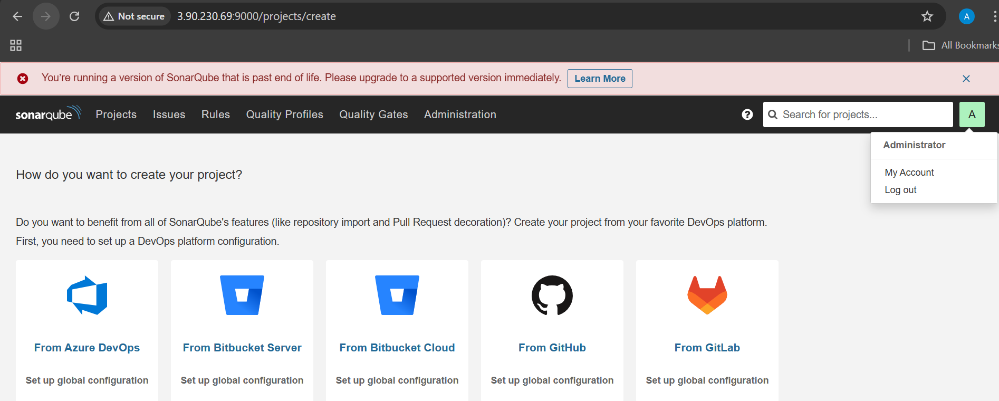 Not secure 3.90.230.69:9000/projects/create A
All Bookmarks
You’re running a version of SonarQube that is past end of life. Please upgrade to a supported version immediately. Learn More
sonarqube Projects Issues Rules Quality Profiles Quality Gates Administration ? Search for projects... A
Administrator
My Account
Log out
How do you want to create your project?
Do you want to benefit from all of SonarQube's features (like repository import and Pull Request decoration)? Create your project from your favorite DevOps platform.
First, you need to set up a DevOps platform configuration.
From Azure DevOps From Bitbucket Server From Bitbucket Cloud From GitHub From GitLab
Set up global configuration Set up global configuration Set up global configuration Set up global configuration Set up global configuration